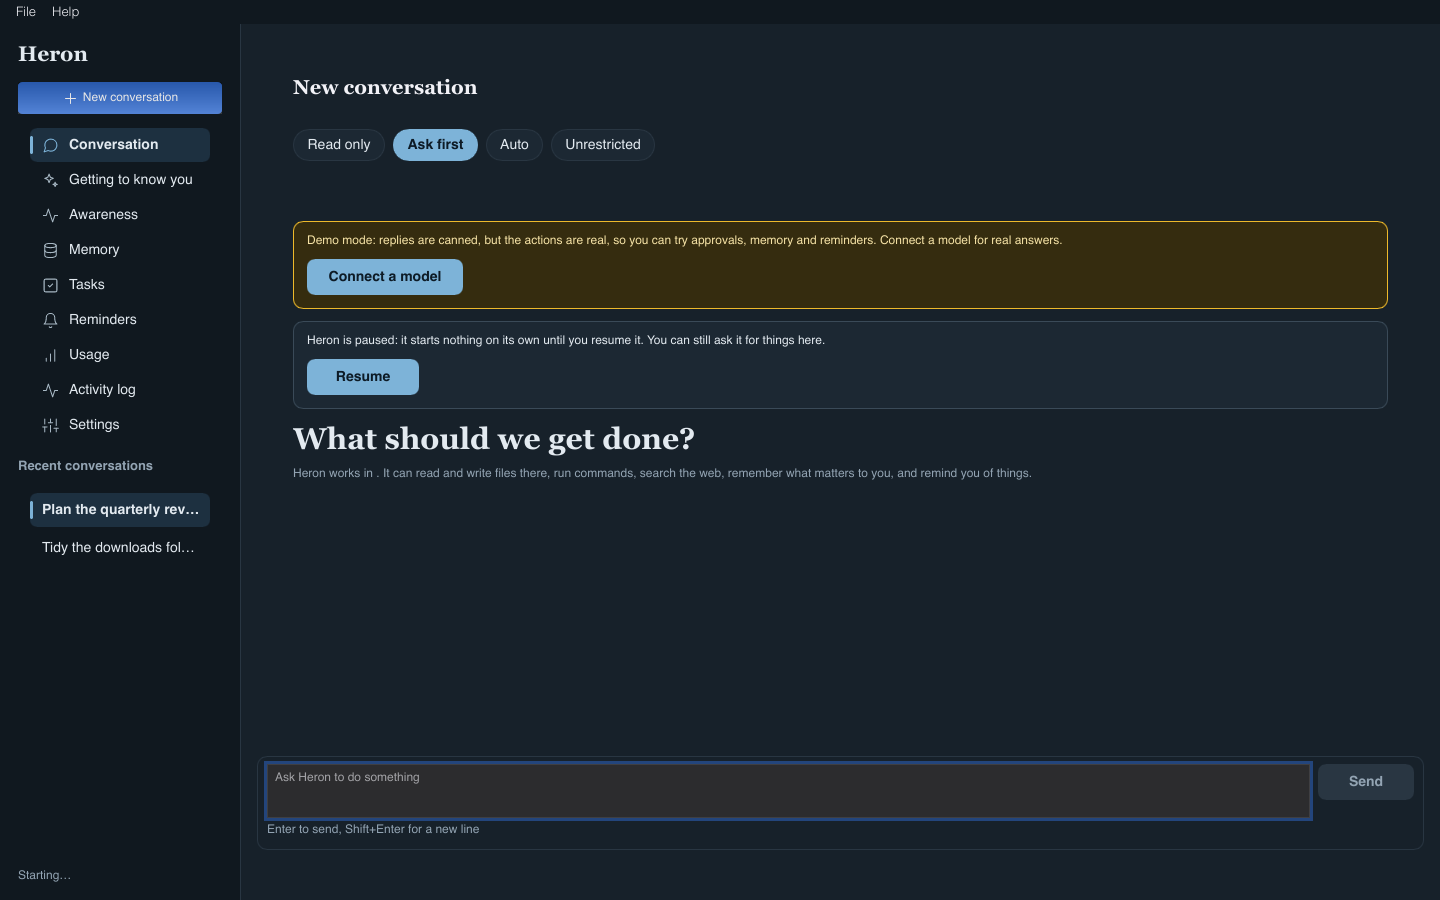 File Help
Heron
New conversation
Conversation
Getting to know you
Awareness
Memory
Tasks
Reminders
Usage
Activity log
Settings
Recent conversations
Plan the quarterly rev…
Tidy the downloads fol…
Starting…
New conversation
Read only Ask first Auto Unrestricted
Demo mode: replies are canned, but the actions are real, so you can try approvals, memory and reminders. Connect a model for real answers.
Connect a model
Heron is paused: it starts nothing on its own until you resume it. You can still ask it for things here.
Resume
What should we get done?
Heron works in . It can read and write files there, run commands, search the web, remember what matters to you, and remind you of things.
Ask Heron to do something
Send
Enter to send, Shift+Enter for a new line